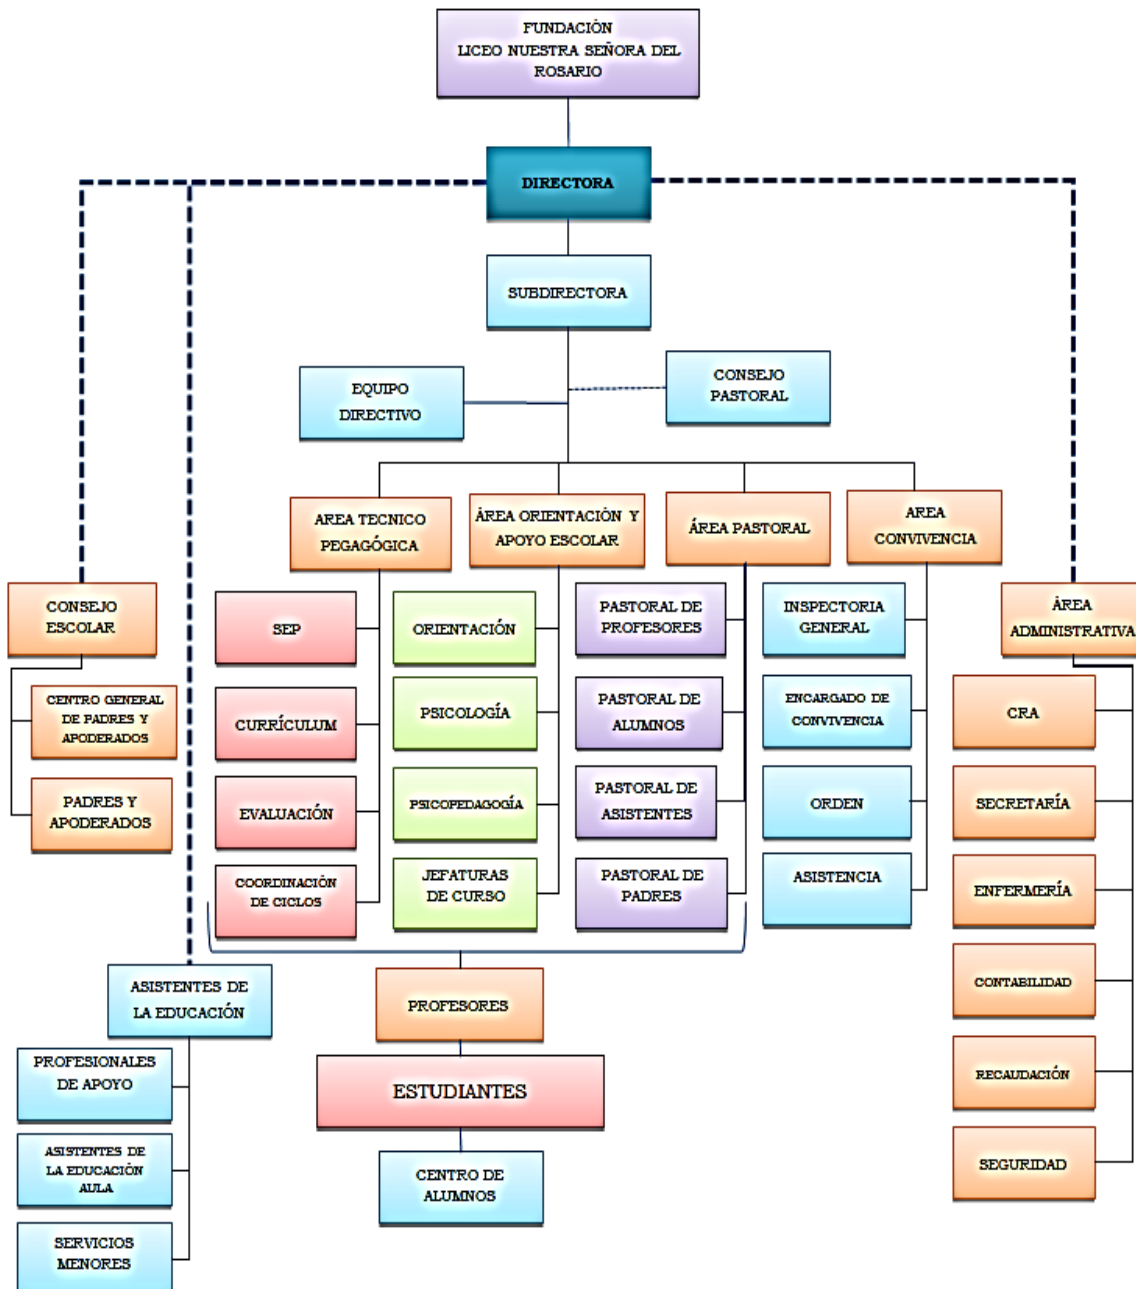 FUNDACIÓN
LICEO NUESTRA SEÑORA DEL
ROSARIO
DIRECTORA
SUBDIRECTORA
EQUIPO
DIRECTIVO
CONSEJO
PASTORAL
AREA TECNICO
PEGAGÓGICA
ÁREA ORIENTACIÓN Y
APOYO ESCOLAR
ÁREA PASTORAL
AREA
CONVIVENCIA
CONSEJO
ESCOLAR
CENTRO GENERAL
DE PADRES Y
APODERADOS
PADRES Y
APODERADOS
SEP
CURRÍCULUM
EVALUACIÓN
COORDINACIÓN
DE CICLOS
ORIENTACIÓN
PSICOLOGÍA
PSICOPEDAGOGÍA
JEFATURAS
DE CURSO
PASTORAL DE
PROFESORES
PASTORAL DE
ALUMNOS
PASTORAL DE
ASISTENTES
PASTORAL DE
PADRES
INSPECTORIA
GENERAL
ENCARGADO DE
CONVIVENCIA
ORDEN
ASISTENCIA
ÁREA
ADMINISTRATIVA
CRA
SECRETARÍA
ENFERMERÍA
CONTABILIDAD
RECAUDACIÓN
SEGURIDAD
ASISTENTES DE
LA EDUCACIÓN
PROFESIONALES
DE APOYO
ASISTENTES DE
LA EDUCACIÓN
AULA
SERVICIOS
MENORES
PROFESORES
ESTUDIANTES
CENTRO DE
ALUMNOS